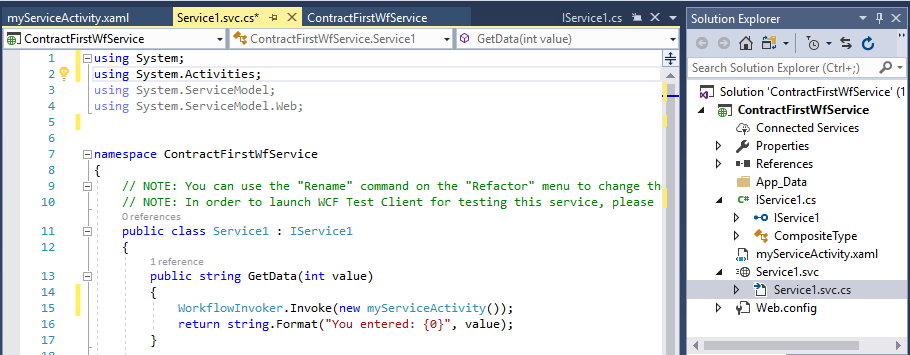 myServiceActivity.xaml Service1.svc.cs* ContractFirstWfService IService1.cs
ContractFirstWfService ContractFirstWfService.Service1 GetData(int value)
1 using System;
2 using System.Activities;
3 using System.ServiceModel;
4 using System.ServiceModel.Web;
5
6
7 namespace ContractFirstWfService
8 {
9 // NOTE: You can use the "Rename" command on the "Refactor" menu to change th
10 // NOTE: In order to launch WCF Test Client for testing this service, please
0 references
11 public class Service1 : IService1
12 {
1 reference
13 public string GetData(int value)
14 {
15 WorkflowInvoker.Invoke(new myServiceActivity());
16 return string.Format("You entered: {0}", value);
17 }
Solution Explorer
Search Solution Explorer (Ctrl+;)
Solution 'ContractFirstWfService' (1
ContractFirstWfService
Connected Services
Properties
References
App_Data
C# IService1.cs
IService1
CompositeType
myServiceActivity.xaml
Service1.svc
Service1.svc.cs
Web.config